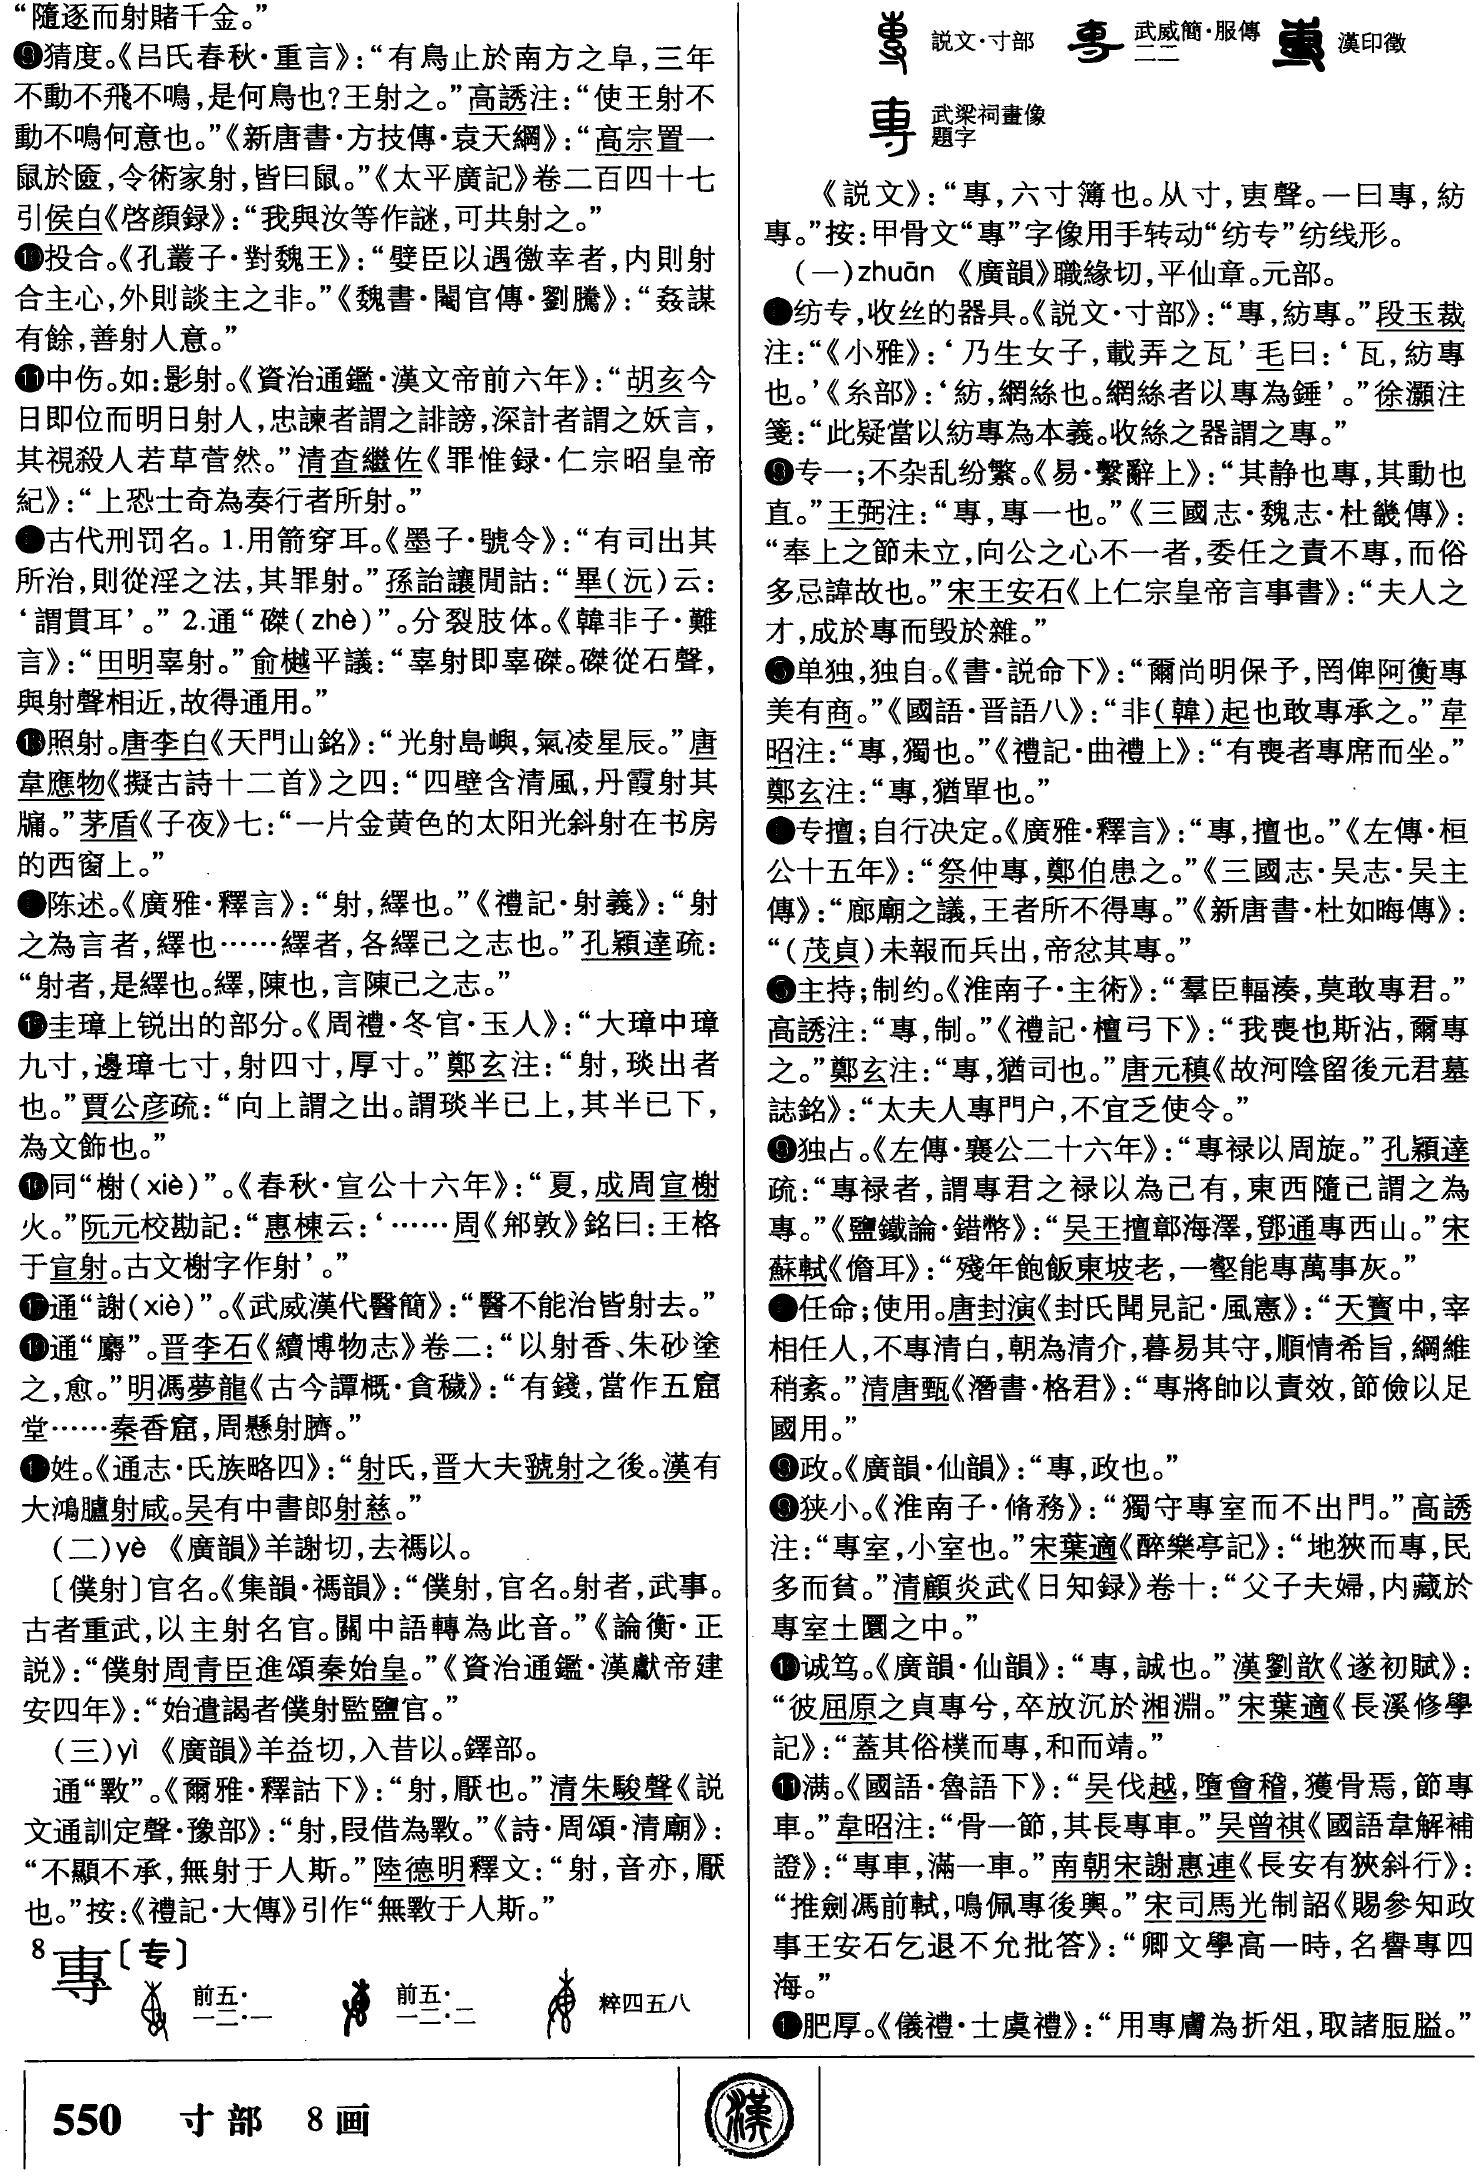 “隨逐而射賭千金。”
❾猜度。《吕氏春秋·重言》：“有鳥止於南方之阜，三年
不動不飛不鳴，是何鳥也？王射之。”高誘注：“使王射不
動不鳴何意也。”《新唐書·方技傳·袁天綱》：“高宗置一
鼠於匳，令術家射，皆曰鼠。”《太平廣記》卷二百四十七
引侯白《啓顔録》：“我與汝等作謎，可共射之。”
❿投合。《孔叢子·對魏王》：“嬖臣以遇徼幸者，内則射
合主心，外則談主之非。”《魏書·閹官傳·劉騰》：“姦謀
有餘，善射人意。”
⓫中伤。如：影射。《資治通鑑·漢文帝前六年》：“胡亥今
日即位而明日射人，忠諫者謂之誹謗，深計者謂之妖言，
其視殺人若草菅然。”清查繼佐《罪惟録·仁宗昭皇帝
紀》：“上恐士奇為奏行者所射。”
古代刑罚名。1.用箭穿耳。《墨子·號令》：“有司出其
所治，則從淫之法，其罪射。”孫詒讓閒詁：“畢(沅)云：
‘謂貫耳’。”2.通“磔(zhè)”。分裂肢体。《韓非子·難
言》：“田明辜射。”俞樾平議：“辜射即辜磔。磔從石聲，
與射聲相近，故得通用。”
⓭照射。唐李白《天門山銘》：“光射島嶼，氣凌星辰。”唐
韋應物《擬古詩十二首》之四：“四壁含清風，丹霞射其
牖。”茅盾《子夜》七：“一片金黄色的太阳光斜射在书房
的西窗上。”
陈述。《廣雅·釋言》：“射，繹也。”《禮記·射義》：“射
之為言者，繹也……繹者，各繹己之志也。”孔穎達疏：
“射者，是繹也。繹，陳也，言陳己之志。”
圭璋上锐出的部分。《周禮·冬官·玉人》：“大璋中璋
九寸，邊璋七寸，射四寸，厚寸。”鄭玄注：“射，琰出者
也。”賈公彦疏：“向上謂之出。謂琰半已上，其半已下，
為文飾也。”
⓰同“榭(xiè)”。《春秋·宣公十六年》：“夏，成周宣榭
火。”阮元校勘記：“惠棟云：‘……周《䢵敦》銘曰：王格
于宣射。古文榭字作射’。”
⓱通“謝(xiè)”。《武威漢代醫簡》：“醫不能治皆射去。”
⓲通“麝”。晋李石《續博物志》卷二：“以射香、朱砂塗
之，愈。”明馮夢龍《古今譚概·貪穢》：“有錢，當作五窟
堂……秦香窟，周懸射臍。”
姓。《通志·氏族略四》：“射氏，晋大夫虢射之後。漢有
大鴻臚射咸。吴有中書郎射慈。”
(二)yè 《廣韻》羊謝切，去禡以。
〔僕射〕官名。《集韻·禡韻》：“僕射，官名。射者，武事。
古者重武，以主射名官。關中語轉為此音。”《論衡·正
説》：“僕射周青臣進頌秦始皇。”《資治通鑑·漢獻帝建
安四年》：“始遣謁者僕射監鹽官。”
(三)yì 《廣韻》羊益切，入昔以。鐸部。
通“斁”。《爾雅·釋詁下》：“射，厭也。”清朱駿聲《説
文通訓定聲·豫部》：“射，叚借為斁。”《詩·周頌·清廟》：
“不顯不承，無射于人斯。”陸德明釋文：“射，音亦，厭
也。”按：《禮記·大傳》引作“無斁于人斯。”
8 專〔专〕
前五·一二·一 前五·一二·二 粹四五八
説文·寸部 武威簡·服傳二二 漢印徵
武梁祠畫像題字
《説文》：“專，六寸簿也。从寸，叀聲。一曰專，紡
專。”按：甲骨文“專”字像用手转动“纺专”纺线形。
(一)zhuān 《廣韻》職緣切，平仙章。元部。
纺专，收丝的器具。《説文·寸部》：“專，紡專。”段玉裁
注：“《小雅》：‘乃生女子，載弄之瓦’毛曰：‘瓦，紡專
也。’《糸部》：‘紡，網絲也。網絲者以專為錘’。”徐灝注
箋：“此疑當以紡專為本義。收絲之器謂之專。”
专一；不杂乱纷繁。《易·繫辭上》：“其静也專，其動也
直。”王弼注：“專，專一也。”《三國志·魏志·杜畿傳》：
“奉上之節未立，向公之心不一者，委任之責不專，而俗
多忌諱故也。”宋王安石《上仁宗皇帝言事書》：“夫人之
才，成於專而毁於雜。”
单独，独自。《書·説命下》：“爾尚明保予，罔俾阿衡專
美有商。”《國語·晋語八》：“非(韓)起也敢專承之。”韋
昭注：“專，獨也。”《禮記·曲禮上》：“有喪者專席而坐。”
鄭玄注：“專，猶單也。”
专擅；自行决定。《廣雅·釋言》：“專，擅也。”《左傳·桓
公十五年》：“祭仲專，鄭伯患之。”《三國志·吴志·吴主
傳》：“廊廟之議，王者所不得專。”《新唐書·杜如晦傳》：
“(茂貞)未報而兵出，帝忿其專。”
主持；制约。《淮南子·主術》：“羣臣輻湊，莫敢專君。”
高誘注：“專，制。”《禮記·檀弓下》：“我喪也斯沾，爾專
之。”鄭玄注：“專，猶司也。”唐元稹《故河陰留後元君墓
誌銘》：“太夫人專門户，不宜乏使令。”
独占。《左傳·襄公二十六年》：“專禄以周旋。”孔穎達
疏：“專禄者，謂專君之禄以為己有，東西隨己謂之為
專。”《鹽鐵論·錯幣》：“吴王擅鄣海澤，鄧通專西山。”宋
蘇軾《儋耳》：“殘年飽飯東坡老，一壑能專萬事灰。”
任命；使用。唐封演《封氏聞見記·風憲》：“天寳中，宰
相任人，不專清白，朝為清介，暮易其守，順情希旨，綱維
稍紊。”清唐甄《潛書·格君》：“專將帥以責效，節儉以足
國用。”
政。《廣韻·仙韻》：“專，政也。”
狭小。《淮南子·脩務》：“獨守專室而不出門。”高誘
注：“專室，小室也。”宋葉適《醉樂亭記》：“地狹而專，民
多而貧。”清顧炎武《日知録》卷十：“父子夫婦，内藏於
專室土圜之中。”
❿诚笃。《廣韻·仙韻》：“專，誠也。”漢劉歆《遂初賦》：
“彼屈原之貞專兮，卒放沉於湘淵。”宋葉適《長溪修學
記》：“蓋其俗樸而專，和而靖。”
⓫满。《國語·魯語下》：“吴伐越，墮會稽，獲骨焉，節專
車。”韋昭注：“骨一節，其長專車。”吴曾祺《國語韋解補
證》：“專車，滿一車。”南朝宋謝惠連《長安有狹斜行》：
“推劍馮前軾，鳴佩專後輿。”宋司馬光制詔《賜參知政
事王安石乞退不允批答》：“卿文學高一時，名譽專四
海。”
肥厚。《儀禮·士虞禮》：“用專膚為折俎，取諸脰膉。”
550 寸部 8画
漢